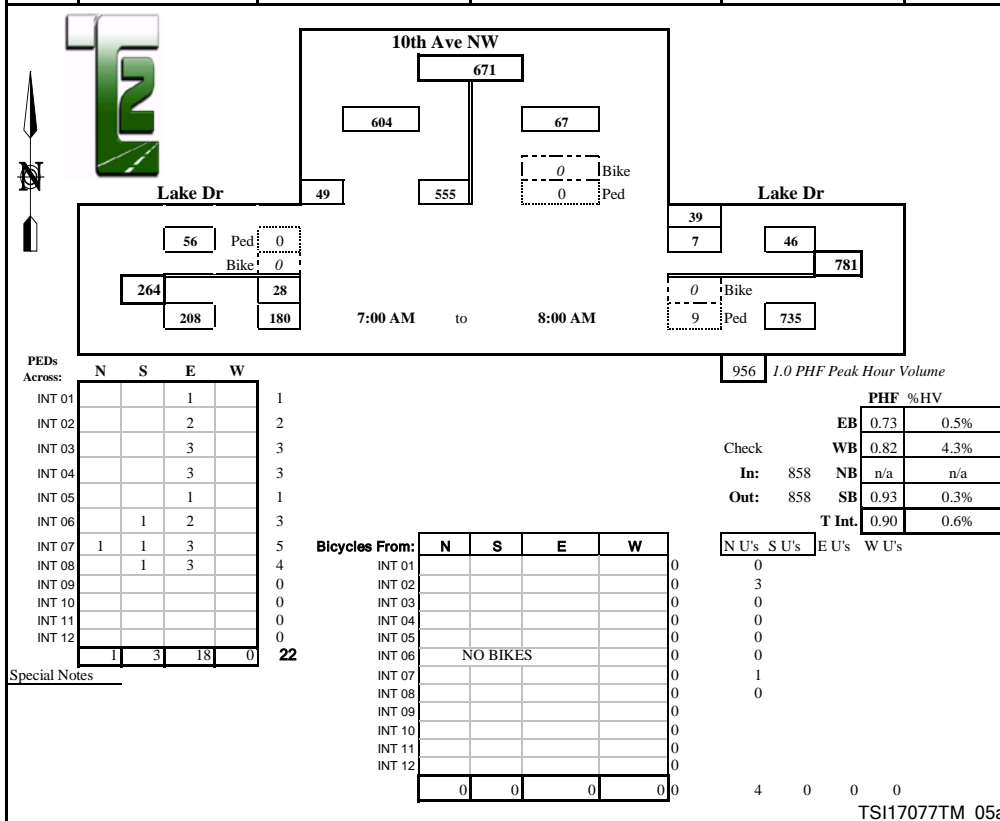 10th Ave NW
671
T2
604 67
0 Bike
N
Lake Dr 49 555 0 Ped Lake Dr
39
56 Ped 0 7 46
Bike 0 781
264 28 0 Bike
208 180 7:00 AM to 8:00 AM 9 Ped 735
PEDs Across: N S E W 956 1.0 PHF Peak Hour Volume
INT 01 1 1 PHF %HV
INT 02 2 2 EB 0.73 0.5%
INT 03 3 3 Check WB 0.82 4.3%
INT 04 3 3 In: 858 NB n/a n/a
INT 05 1 1 Out: 858 SB 0.93 0.3%
INT 06 1 2 3 T Int. 0.90 0.6%
INT 07 1 1 3 5 Bicycles From: N S E W N U's S U's E U's W U's
INT 08 1 3 4 INT 01 0 0
INT 09 0 INT 02 0 3
INT 10 0 INT 03 0 0
INT 11 0 INT 04 0 0
INT 12 0 INT 05 0 0
1 3 18 0 22 INT 06 NO BIKES 0 0
Special Notes INT 07 0 1
INT 08 0 0
INT 09 0
INT 10 0
INT 11 0
INT 12 0
0 0 0 0 0 4 0 0 0
TSI17077TM_05a